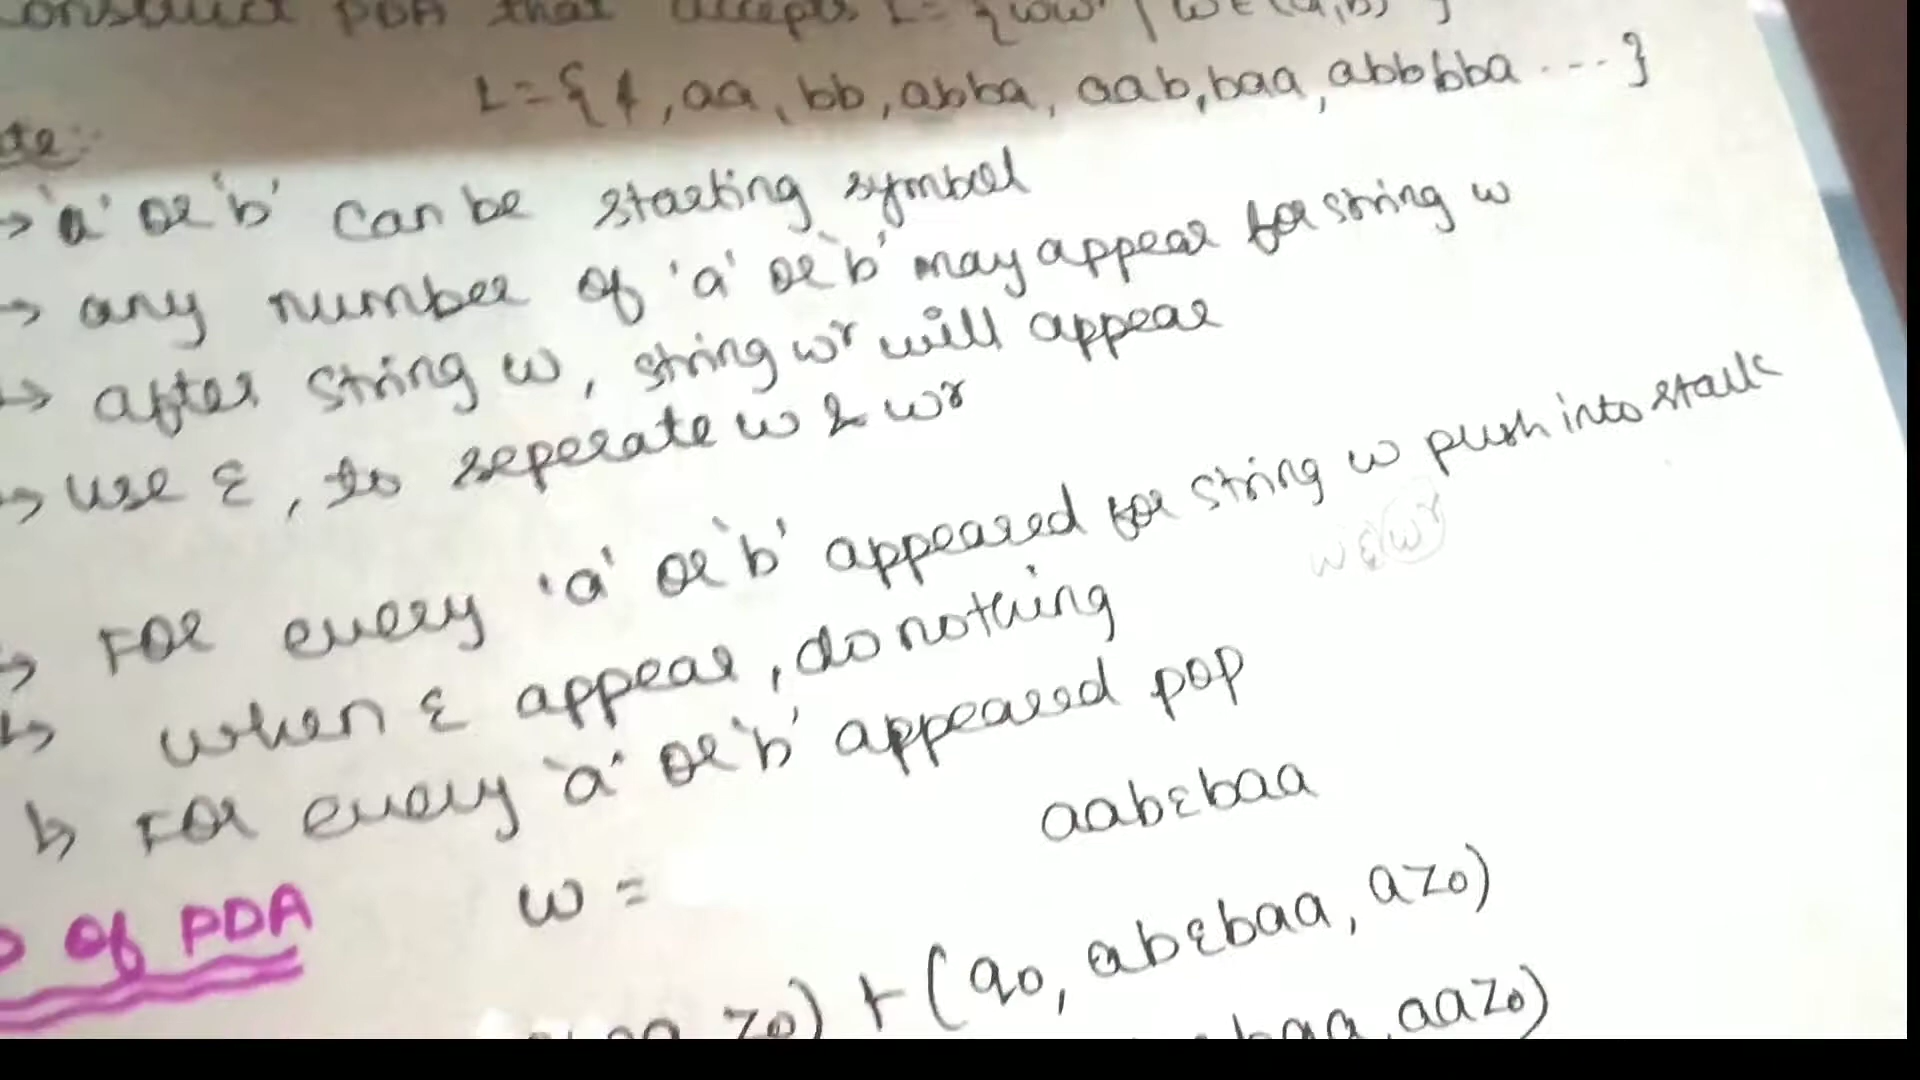 onstruct PDA that accepts L = {ww^r | w ∈ (a,b)* }
L = {ɛ, aa, bb, abba, aab,baa, abbbba ---- }
te:-
→ 'a' or 'b' can be starting symbol
→ any number of 'a' or 'b' may appear for string w
→ after string w, string w^r will appear
→ use ε, to seperate w & w^r
→ For every 'a' or 'b' appeared for string w push into stack
w ε w^r
↳ when ε appear, do nothing
↳ For every 'a' or 'b' appeared pop
aabεbaa
w =
of PDA
z0) ⊢ (q0, abεbaa, az0)
baa, aaz0)